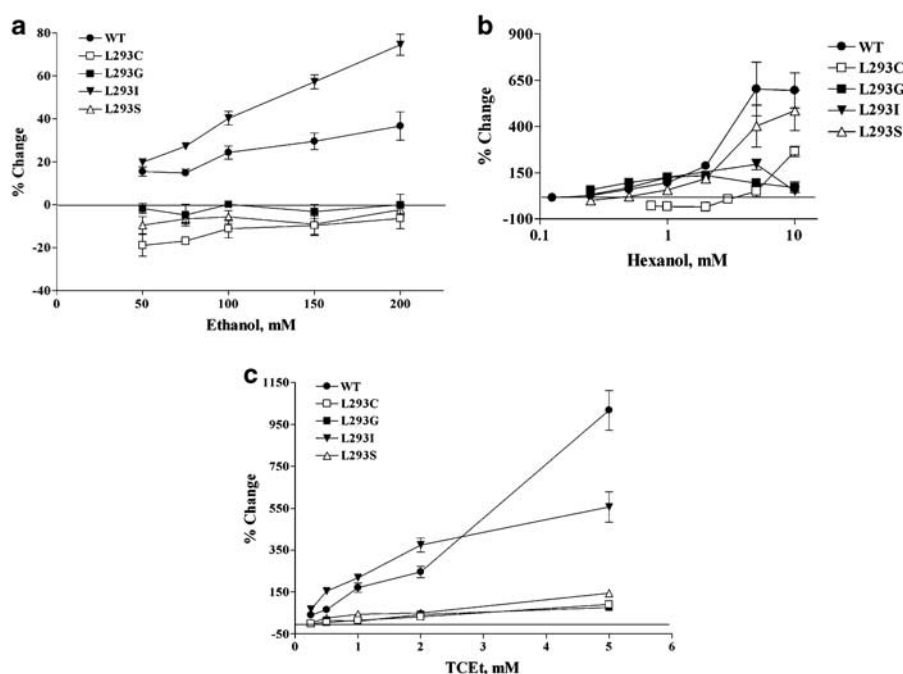 a
WT
L293C
L293G
L293I
L293S
80
60
40
20
0
-20
-40
% Change
0 50 100 150 200
Ethanol, mM
b
900
650
400
150
-100
% Change
WT
L293C
L293G
L293I
L293S
0.1 1 10
Hexanol, mM
c
1150
950
750
550
350
150
-50
% Change
WT
L293C
L293G
L293I
L293S
0 1 2 3 4 5 6
TCEt, mM